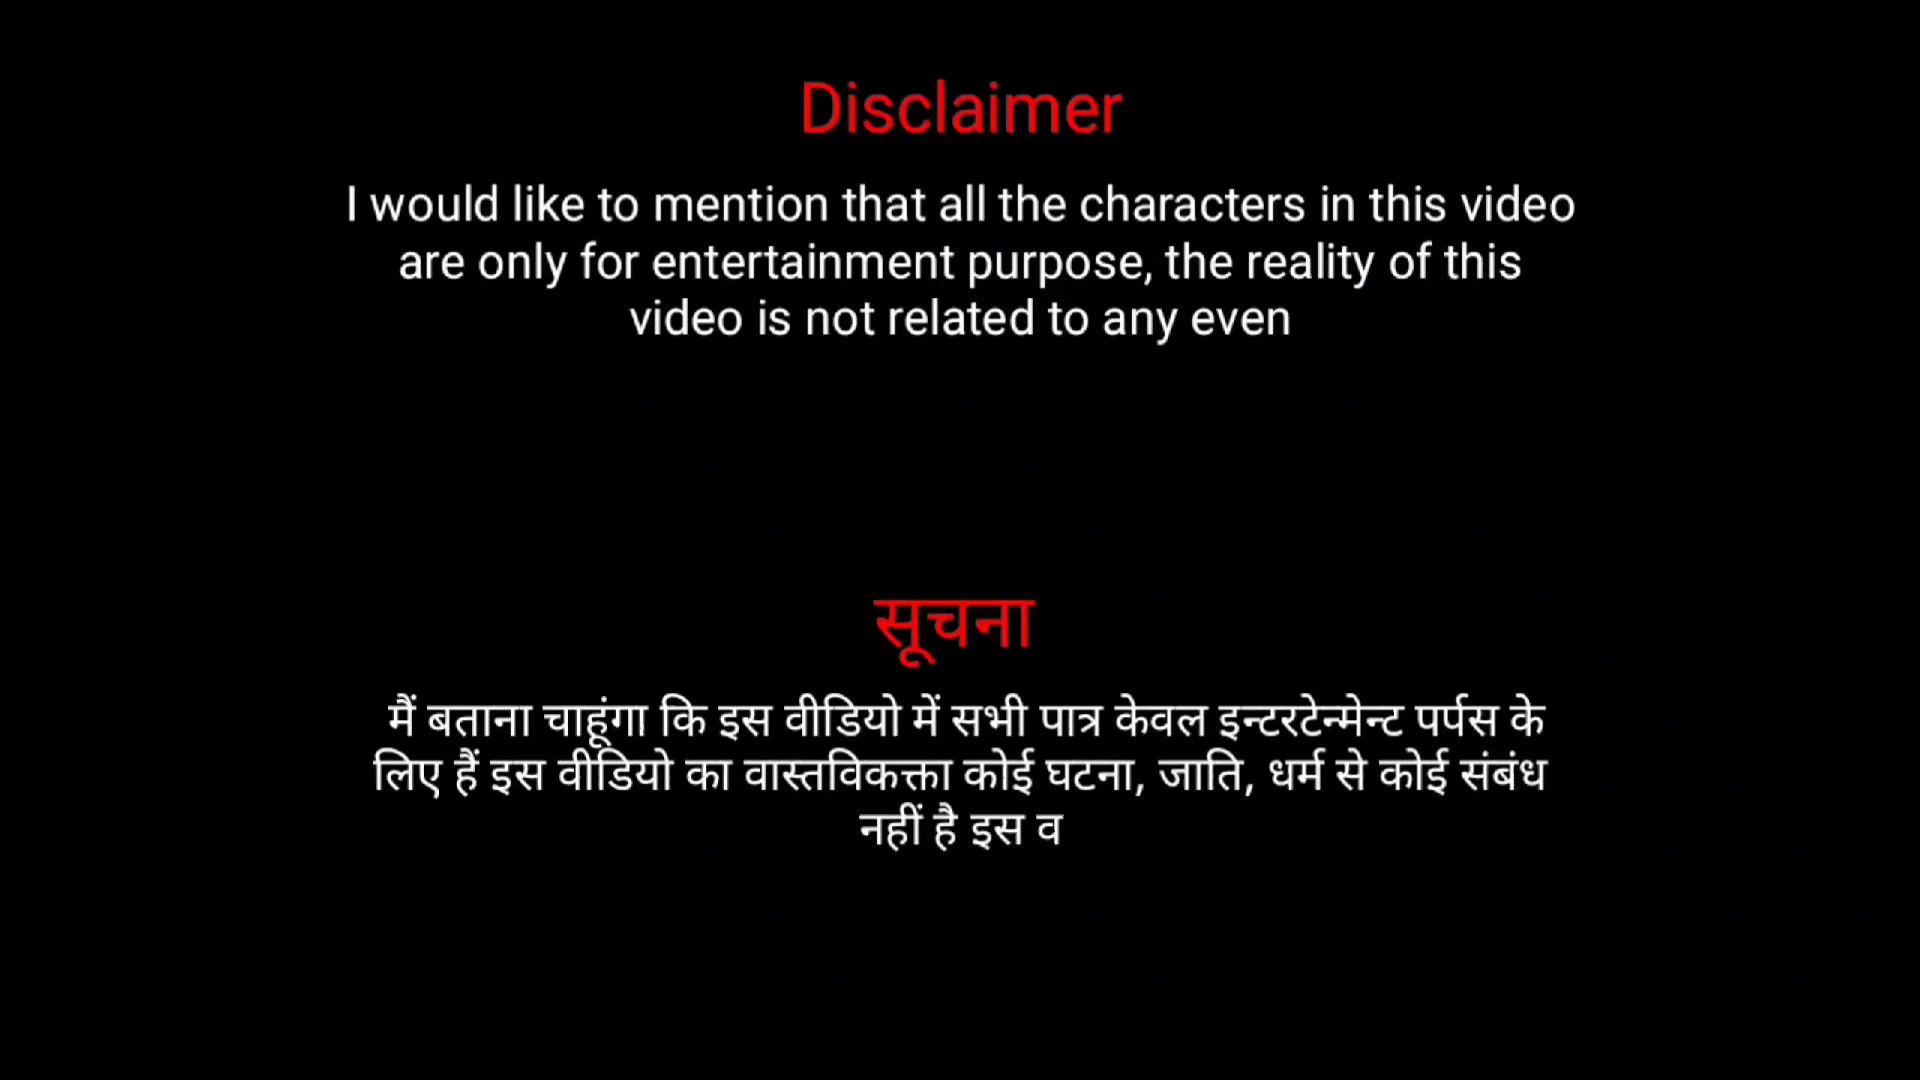 Disclaimer
I would like to mention that all the characters in this video
are only for entertainment purpose, the reality of this
video is not related to any even
सूचना
मैं बताना चाहूंगा कि इस वीडियो में सभी पात्र केवल इन्टरटेन्मेन्ट पर्पस के
लिए हैं इस वीडियो का वास्तविकक्ता कोई घटना, जाति, धर्म से कोई संबंध
नहीं है इस व